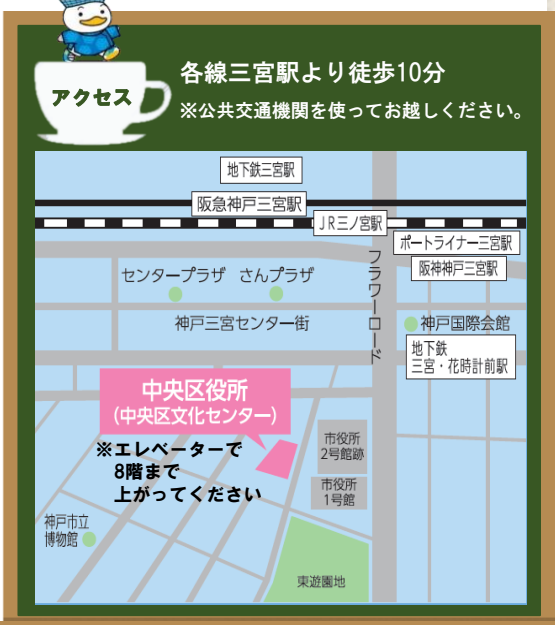 アクセス
各線三宮駅より徒歩10分
※公共交通機関を使ってお越しください。
地下鉄三宮駅
阪急神戸三宮駅
JR三ノ宮駅
ポートライナー三宮駅
阪神神戸三宮駅
センタープラザ さんプラザ
フラワーロード
神戸三宮センター街
神戸国際会館
地下鉄
三宮・花時計前駅
中央区役所
(中央区文化センター)
※エレベーターで
8階まで
上がってください
市役所
2号館跡
市役所
1号館
神戸市立
博物館
東遊園地